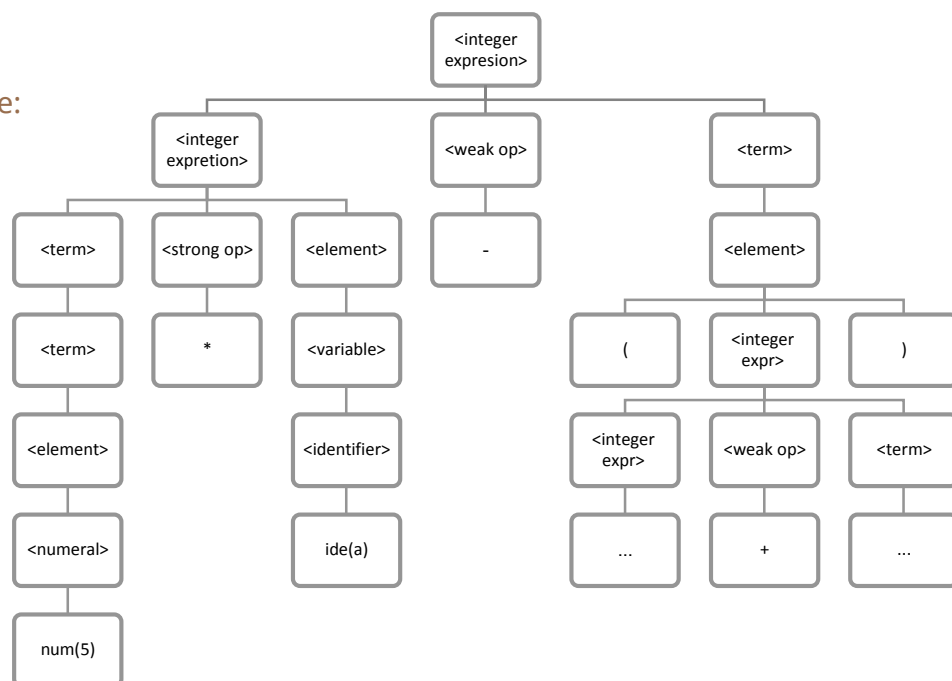 <integer
expresion>
e:
<integer
expretion>
<weak op>
<term>
<term>
<strong op>
<element>
-
<element>
<term>
*
<variable>
(
<integer
expr>
)
<element>
<identifier>
<integer
expr>
<weak op>
<term>
<numeral>
ide(a)
...
+
...
num(5)